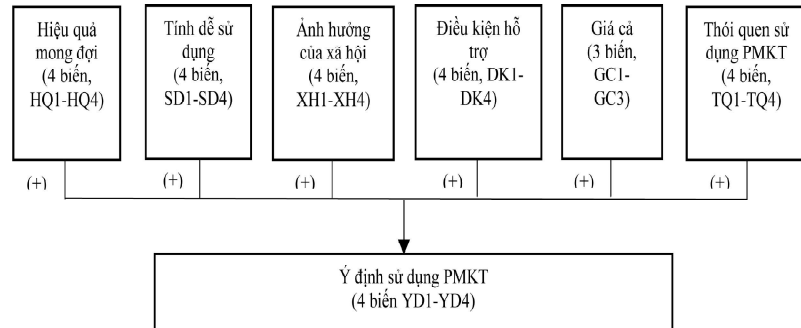 Hiệu quả
mong đợi
(4 biến,
HQ1-HQ4)
Tính dễ sử
dụng
(4 biến,
SD1-SD4)
Ảnh hưởng
của xã hội
(4 biến,
XH1-XH4)
Điều kiện hỗ
trợ
(4 biến, DK1-
DK4)
Giá cả
(3 biến,
GC1-
GC3)
Thói quen sử
dụng PMKT
(4 biến,
TQ1-TQ4)
(+)
(+)
(+)
(+)
(+)
(+)
Ý định sử dụng PMKT
(4 biến YD1-YD4)